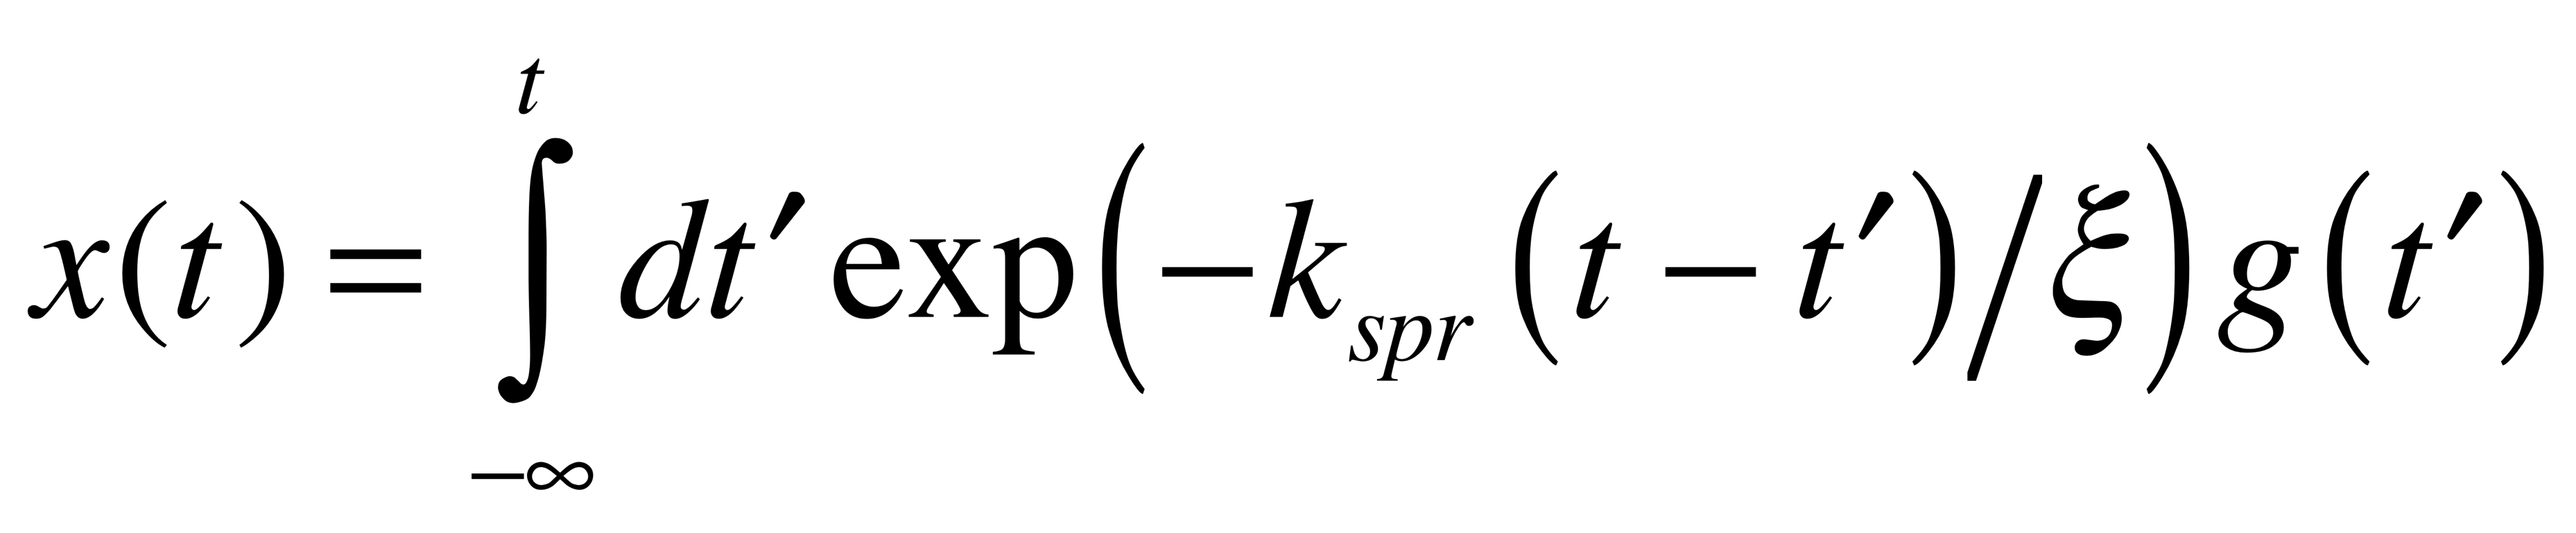 x(t) = ∫_{-∞}^{t} dt′ exp(−k_{spr} (t − t′)/ξ) g(t′)